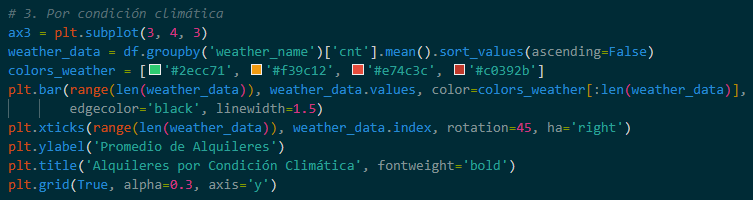 # 3. Por condición climática
ax3 = plt.subplot(3, 4, 3)
weather_data = df.groupby('weather_name')['cnt'].mean().sort_values(ascending=False)
colors_weather = ['#2ecc71', '#f39c12', '#e74c3c', '#c0392b']
plt.bar(range(len(weather_data)), weather_data.values, color=colors_weather[:len(weather_data)],
        edgecolor='black', linewidth=1.5)
plt.xticks(range(len(weather_data)), weather_data.index, rotation=45, ha='right')
plt.ylabel('Promedio de Alquileres')
plt.title('Alquileres por Condición Climática', fontweight='bold')
plt.grid(True, alpha=0.3, axis='y')